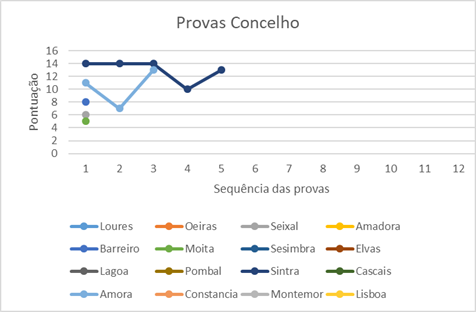 Provas Concelho
16
14
12
10
8
6
4
2
0
Pontuação
1 2 3 4 5 6 7 8 9 10 11 12
Sequência das provas
Loures Oeiras Seixal Amadora
Barreiro Moita Sesimbra Elvas
Lagoa Pombal Sintra Cascais
Amora Constancia Montemor Lisboa